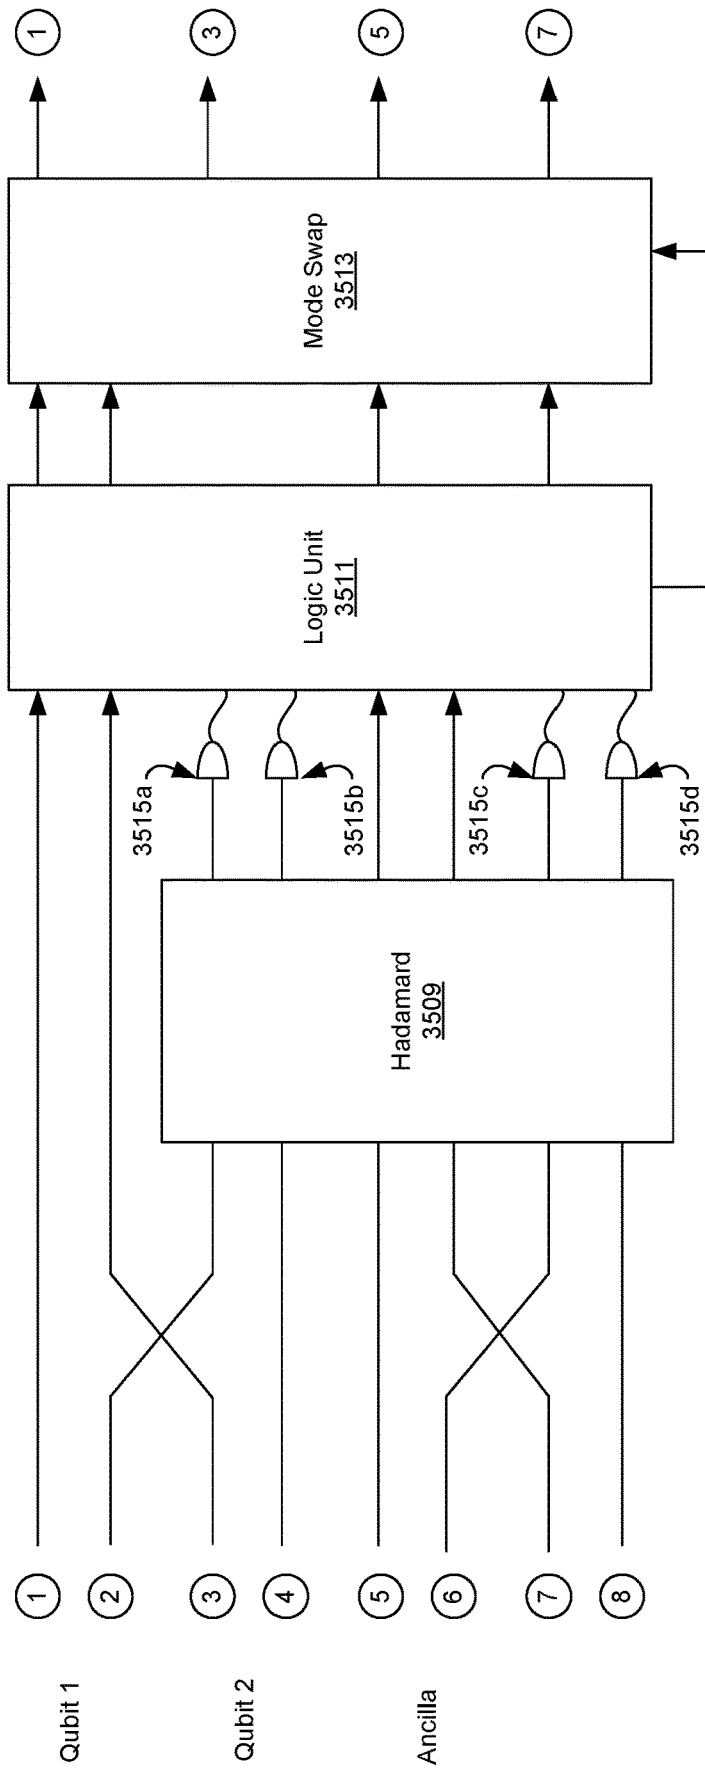 Qubit 1
Qubit 2
Ancilla
1
2
3
4
5
6
7
8
Hadamard
3509
3515a
3515b
3515c
3515d
Logic Unit
3511
Mode Swap
3513
1
3
5
7